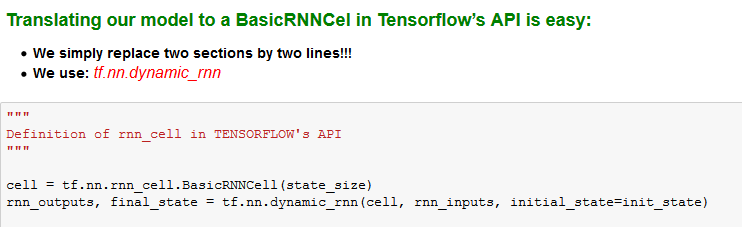 Translating our model to a BasicRNNCel in Tensorflow's API is easy:
• We simply replace two sections by two lines!!!
• We use: tf.nn.dynamic_rnn
"""
Definition of rnn_cell in TENSORFLOW's API
"""
cell = tf.nn.rnn_cell.BasicRNNCell(state_size)
rnn_outputs, final_state = tf.nn.dynamic_rnn(cell, rnn_inputs, initial_state=init_state)